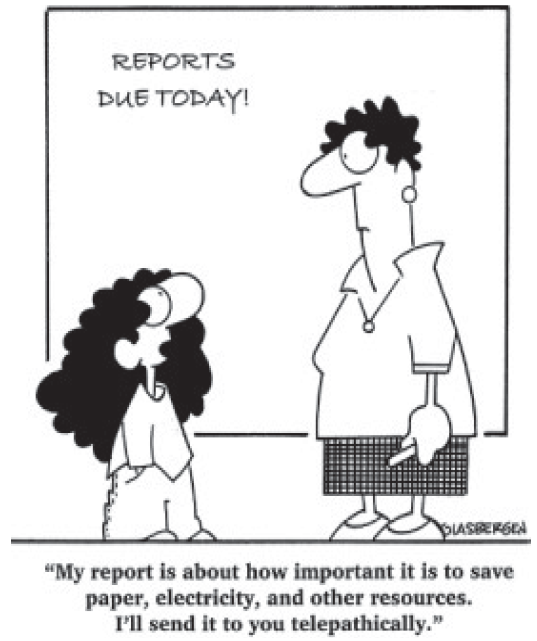 REPORTS
DUE TODAY!
GLASBERGEN
“My report is about how important it is to save
paper, electricity, and other resources.
I’ll send it to you telepathically.”